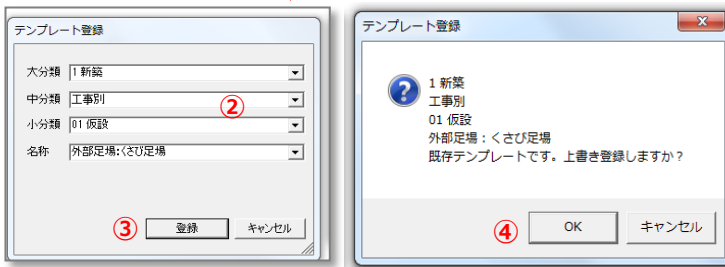 テンプレート登録
大分類 1 新築
中分類 工事別
②
小分類 01 仮設
名称 外部足場:くさび足場
③ 登録 キャンセル
テンプレート登録
1 新築
工事別
01 仮設
外部足場:くさび足場
既存テンプレートです。上書き登録しますか?
④ OK キャンセル